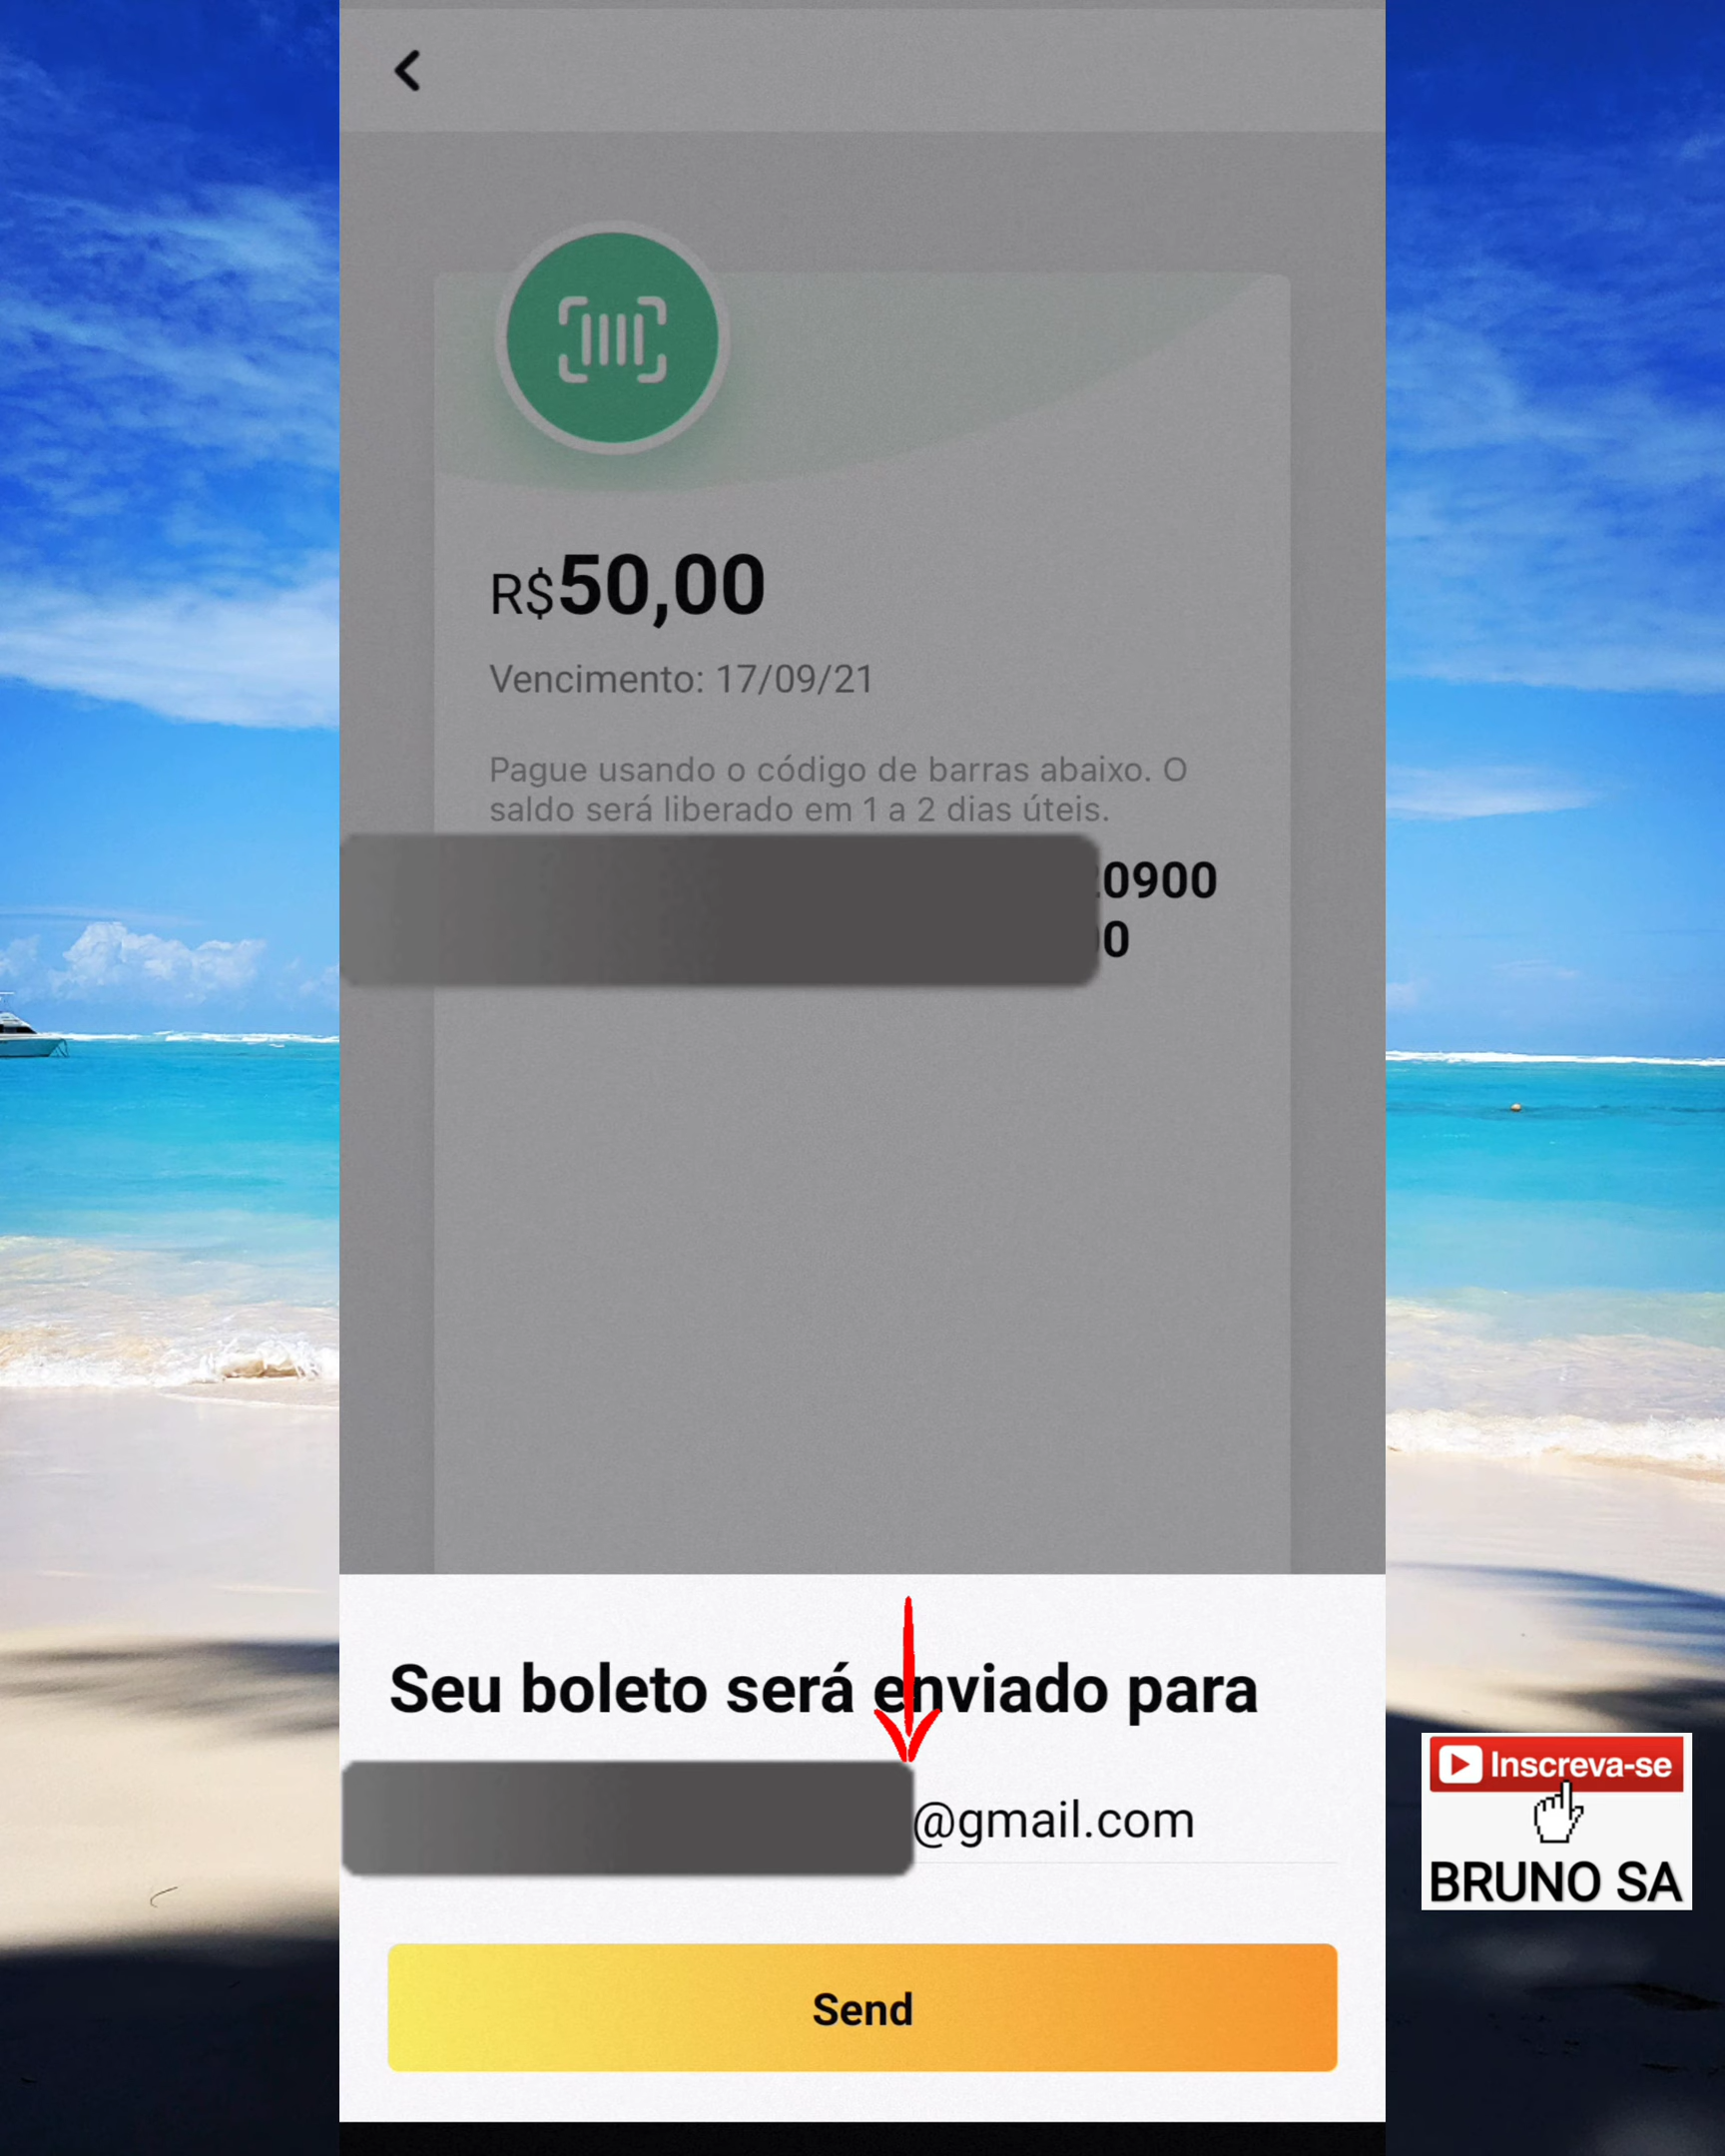 R$50,00
Vencimento: 17/09/21
Pague usando o código de barras abaixo. O
saldo será liberado em 1 a 2 dias úteis.
0900
0
Seu boleto será enviado para
@gmail.com
Send
Inscreva-se
BRUNO SA